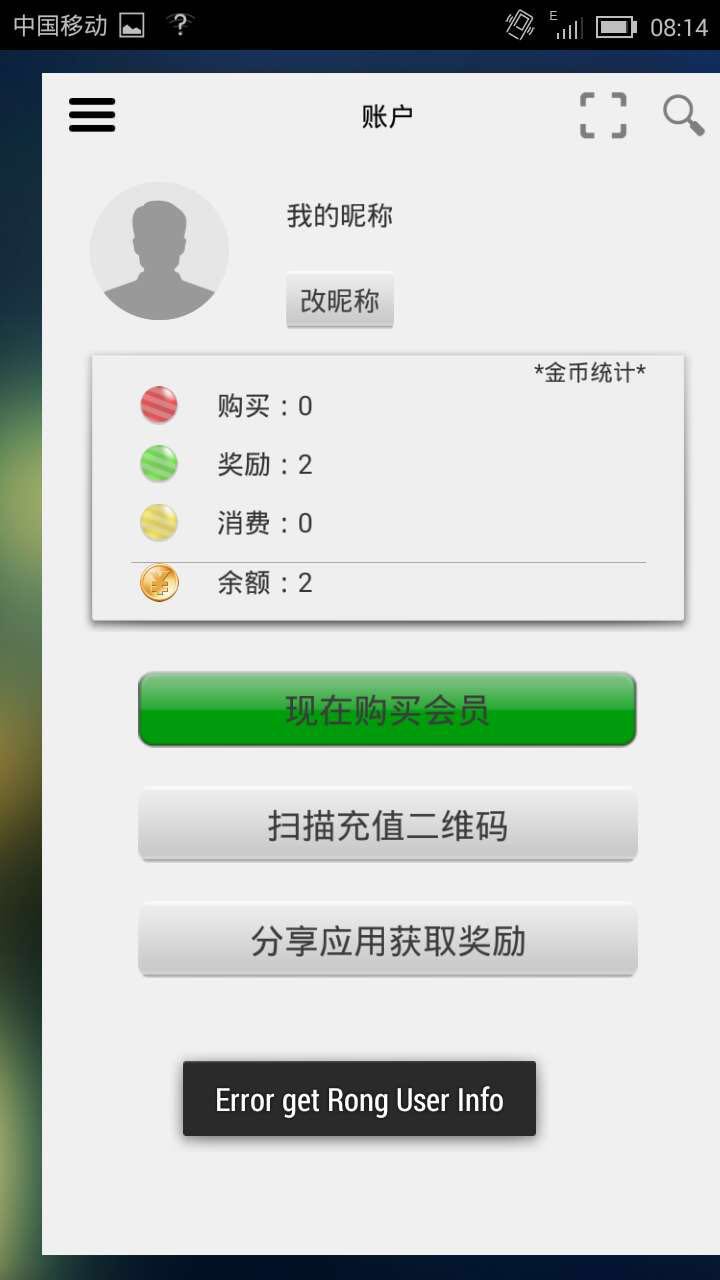 中国移动 08:14
E
账户
我的昵称
改昵称
*金币统计*
购买：0
奖励：2
消费：0
余额：2
现在购买会员
扫描充值二维码
分享应用获取奖励
Error get Rong User Info